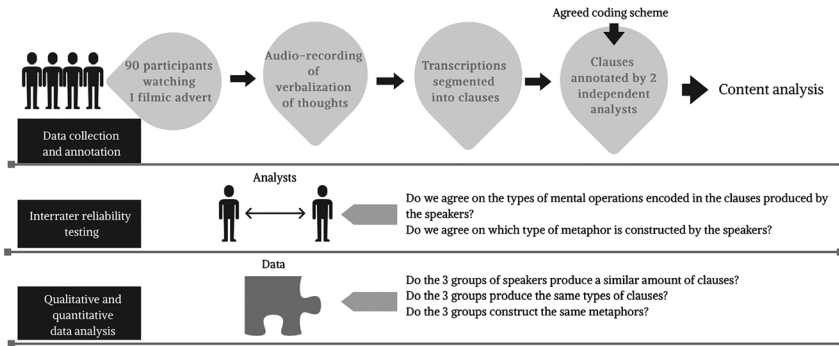 Agreed coding scheme
90 participants
watching
1 filmic advert
Audio-recording
of
verbalization
of thoughts
Transcriptions
segmented
into clauses
Clauses
annotated by 2
independent
analysts
Content analysis
Data collection
and annotation
Analysts
Interrater reliability
testing
Do we agree on the types of mental operations encoded in the clauses produced by
the speakers?
Do we agree on which type of metaphor is constructed by the speakers?
Data
Qualitative and
quantitative
data analysis
Do the 3 groups of speakers produce a similar amount of clauses?
Do the 3 groups produce the same types of clauses?
Do the 3 groups construct the same metaphors?